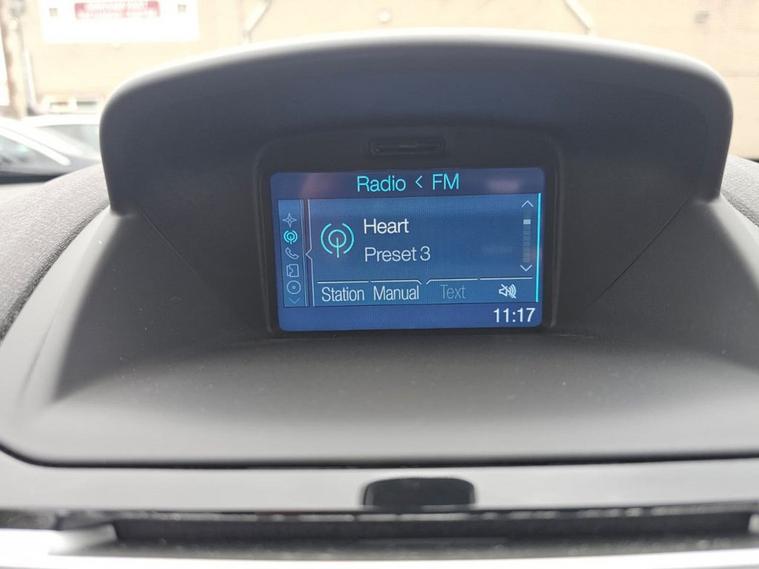 Radio < FM
Heart
Preset 3
Station Manual Text
11:17